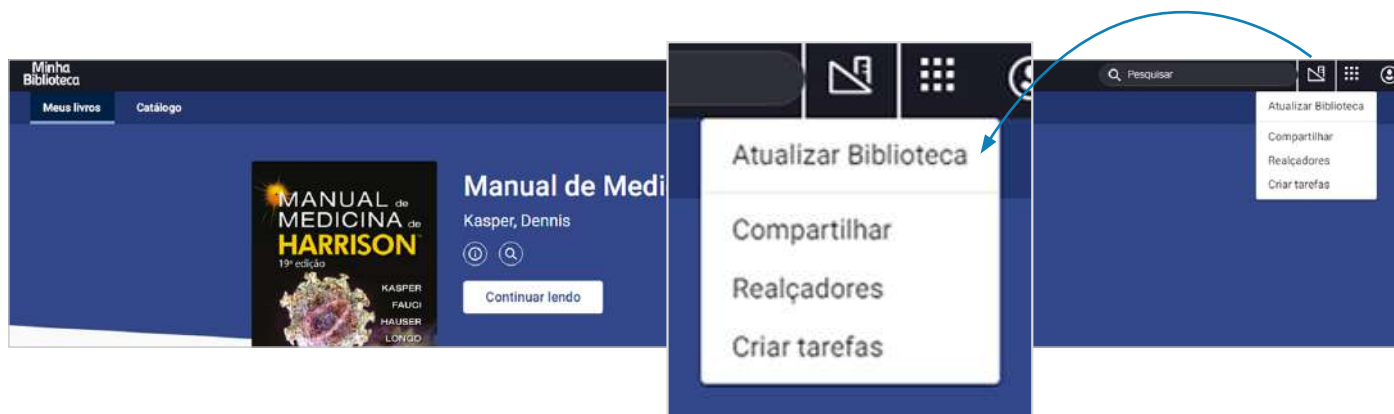 Minha
Biblioteca
Meus livros
Catálogo
MANUAL de
MEDICINA de
HARRISON
19ª edição
KASPER
FAUCI
HAUSER
LONGO
Manual de Medi
Kasper, Dennis
Continuar lendo
Atualizar Biblioteca
Compartilhar
Realçadores
Criar tarefas
Pesquisar
Atualizar Biblioteca
Compartilhar
Realçadores
Criar tarefas